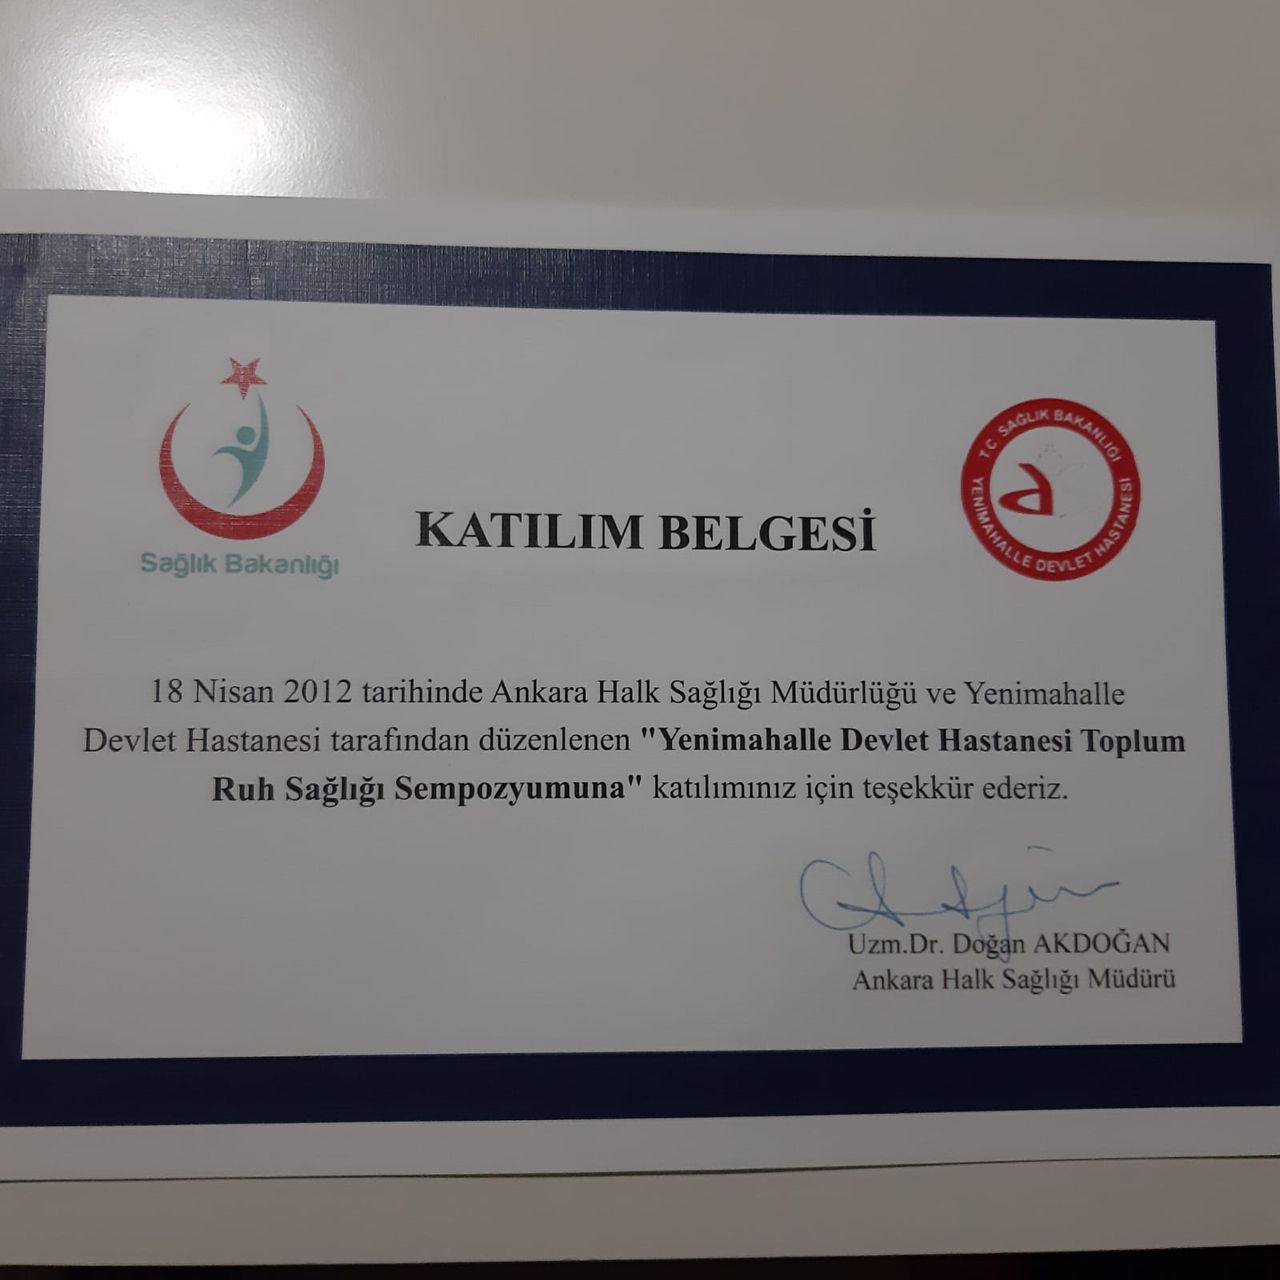 Sağlık Bakanlığı
T.C. SAĞLIK BAKANLIĞI
YENİMAHALLE DEVLET HASTANESİ
KATILIM BELGESİ
18 Nisan 2012 tarihinde Ankara Halk Sağlığı Müdürlüğü ve Yenimahalle
Devlet Hastanesi tarafından düzenlenen "Yenimahalle Devlet Hastanesi Toplum
Ruh Sağlığı Sempozyumuna" katılımınız için teşekkür ederiz.
Uzm.Dr. Doğan AKDOĞAN
Ankara Halk Sağlığı Müdürü